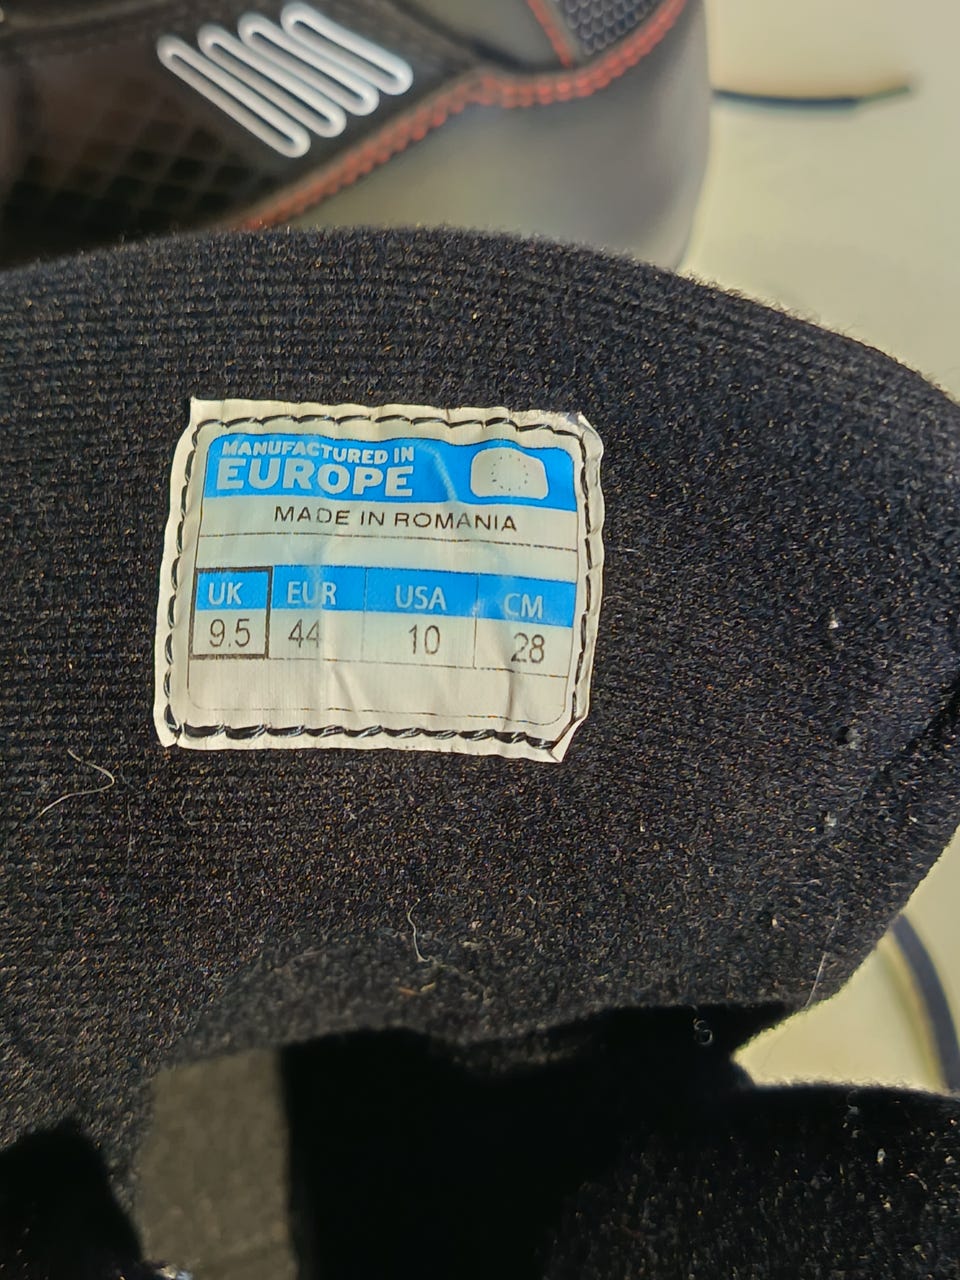 MANUFACTURED IN
EUROPE
MADE IN ROMANIA
UK EUR USA CM
9.5 44 10 28